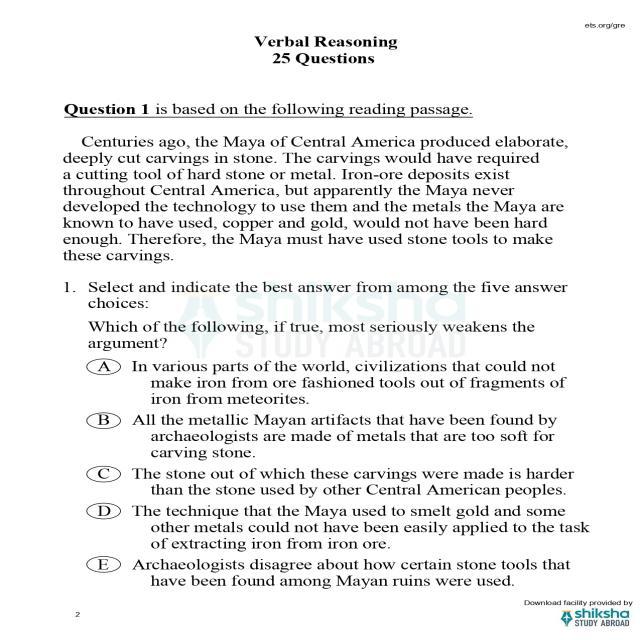 ets.org/gre
Verbal Reasoning
25 Questions
Question 1 is based on the following reading passage.
Centuries ago, the Maya of Central America produced elaborate,
deeply cut carvings in stone. The carvings would have required
a cutting tool of hard stone or metal. Iron-ore deposits exist
throughout Central America, but apparently the Maya never
developed the technology to use them and the metals the Maya are
known to have used, copper and gold, would not have been hard
enough. Therefore, the Maya must have used stone tools to make
these carvings.
1. Select and indicate the best answer from among the five answer
choices:
Which of the following, if true, most seriously weakens the
argument?
A In various parts of the world, civilizations that could not
make iron from ore fashioned tools out of fragments of
iron from meteorites.
B All the metallic Mayan artifacts that have been found by
archaeologists are made of metals that are too soft for
carving stone.
C The stone out of which these carvings were made is harder
than the stone used by other Central American peoples.
D The technique that the Maya used to smelt gold and some
other metals could not have been easily applied to the task
of extracting iron from iron ore.
E Archaeologists disagree about how certain stone tools that
have been found among Mayan ruins were used.
shiksha
STUDY ABROAD
2
Download facility provided by
shiksha
STUDY ABROAD